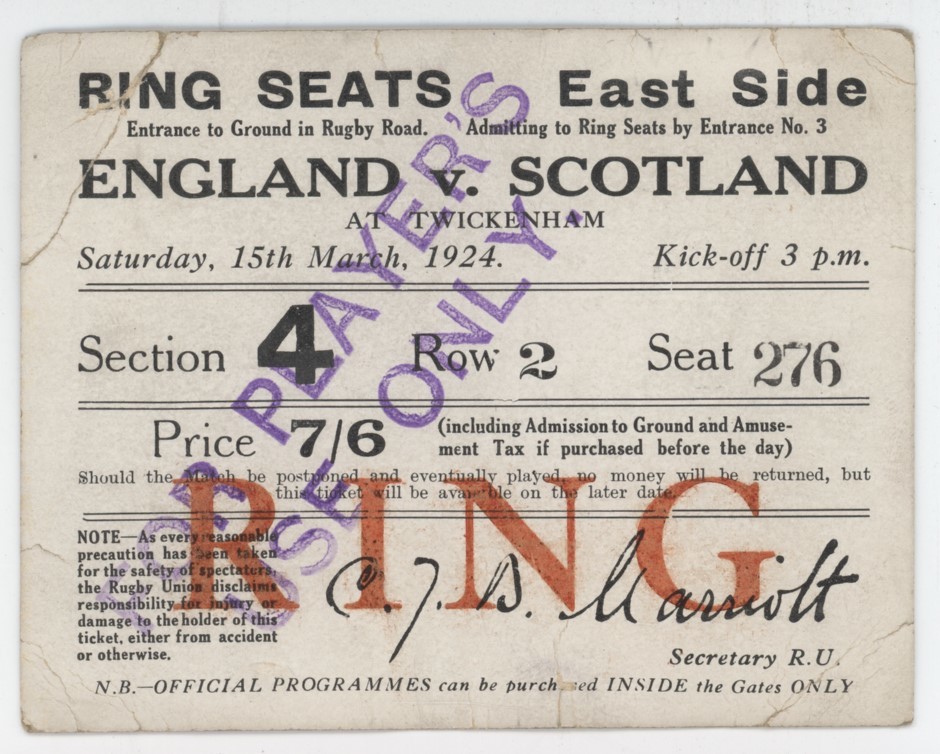 RING SEATS East Side
Entrance to Ground in Rugby Road. Admitting to Ring Seats by Entrance No. 3
ENGLAND v. SCOTLAND
AT TWICKENHAM
Saturday, 15th March, 1924. Kick-off 3 p.m.
Section 4 Row 2 Seat 276
Price 7/6 (including Admission to Ground and Amuse-
ment Tax if purchased before the day)
Should the Match be postponed and eventually played, no money will be returned, but
this ticket will be available on the later date.
RING
NOTE—As every reasonable
precaution has been taken
for the safety of spectators,
the Rugby Union disclaims
responsibility for injury or
damage to the holder of this
ticket, either from accident
or otherwise.
C. J. B. Marriott
Secretary R.U.
N.B.—OFFICIAL PROGRAMMES can be purchased INSIDE the Gates ONLY
FOR PLAYER'S
USE ONLY.